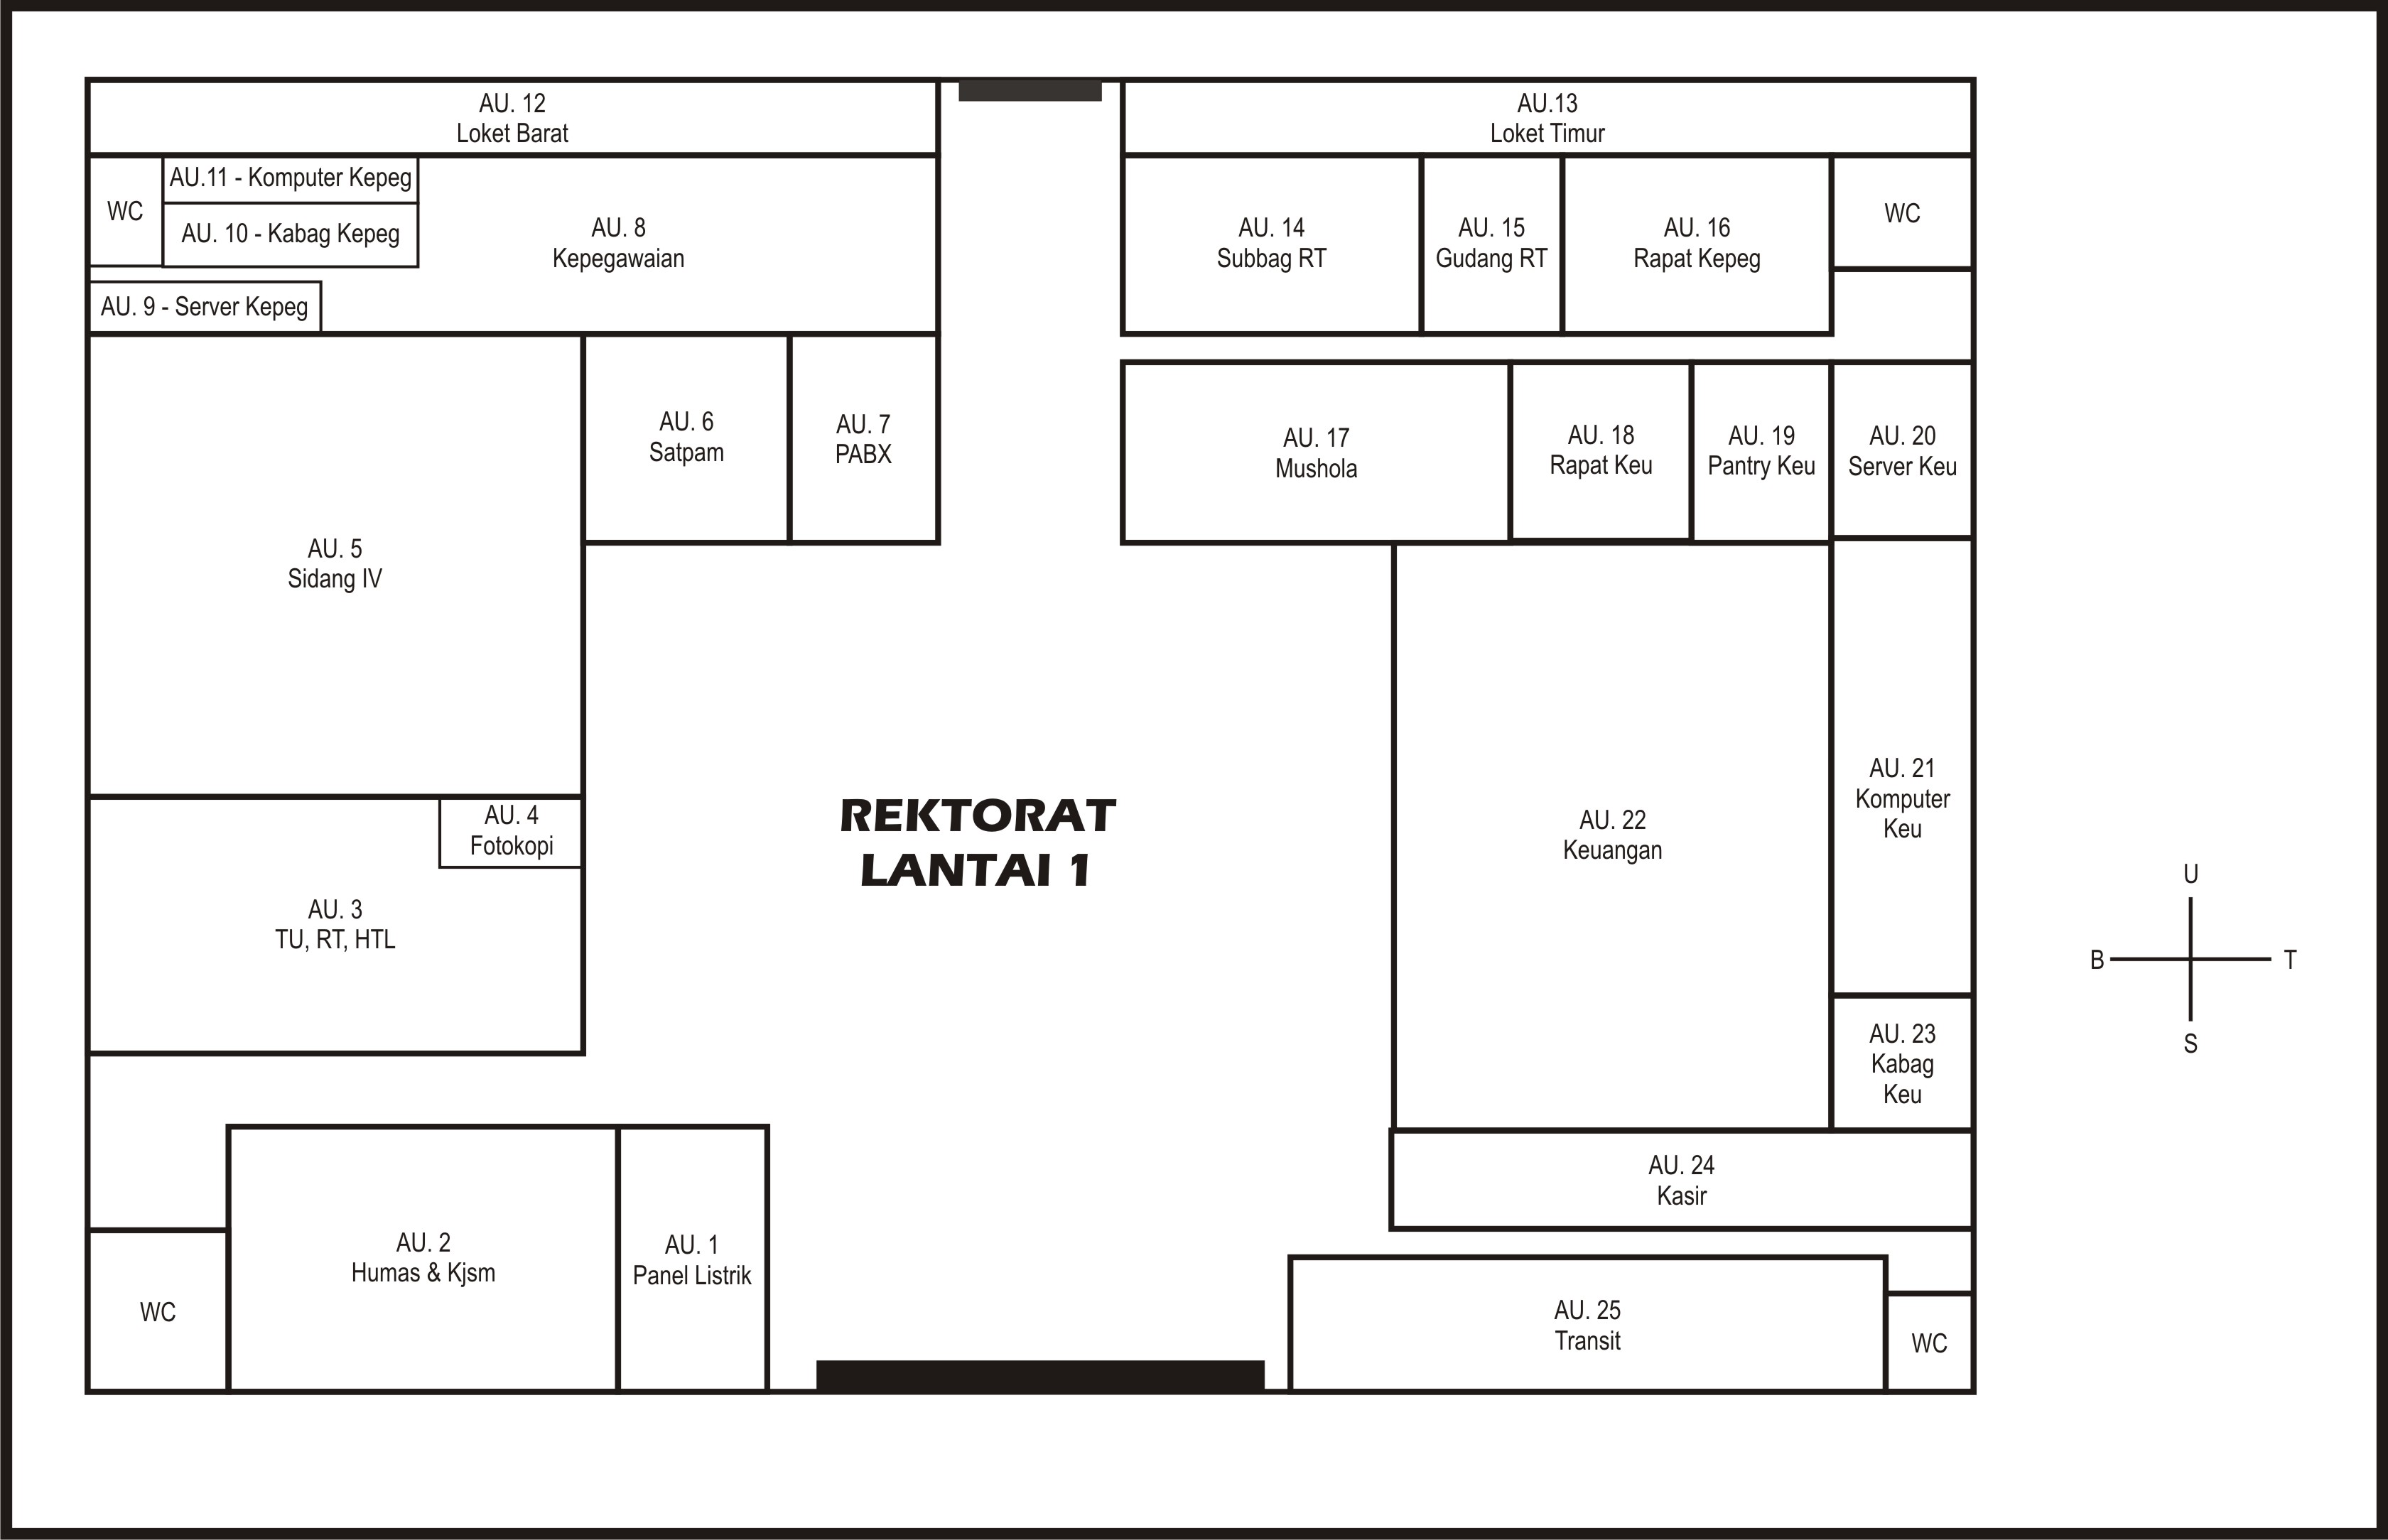 AU. 12
Loket Barat
AU.13
Loket Timur
WC
AU.11 - Komputer Kepeg
AU. 10 - Kabag Kepeg
AU. 9 - Server Kepeg
AU. 8
Kepegawaian
AU. 14
Subbag RT
AU. 15
Gudang RT
AU. 16
Rapat Kepeg
WC
AU. 5
Sidang IV
AU. 6
Satpam
AU. 7
PABX
AU. 17
Mushola
AU. 18
Rapat Keu
AU. 19
Pantry Keu
AU. 20
Server Keu
AU. 4
Fotokopi
AU. 3
TU, RT, HTL
REKTORAT
LANTAI 1
AU. 22
Keuangan
AU. 21
Komputer
Keu
U
B
T
S
AU. 23
Kabag
Keu
AU. 24
Kasir
WC
AU. 2
Humas & Kjsm
AU. 1
Panel Listrik
AU. 25
Transit
WC